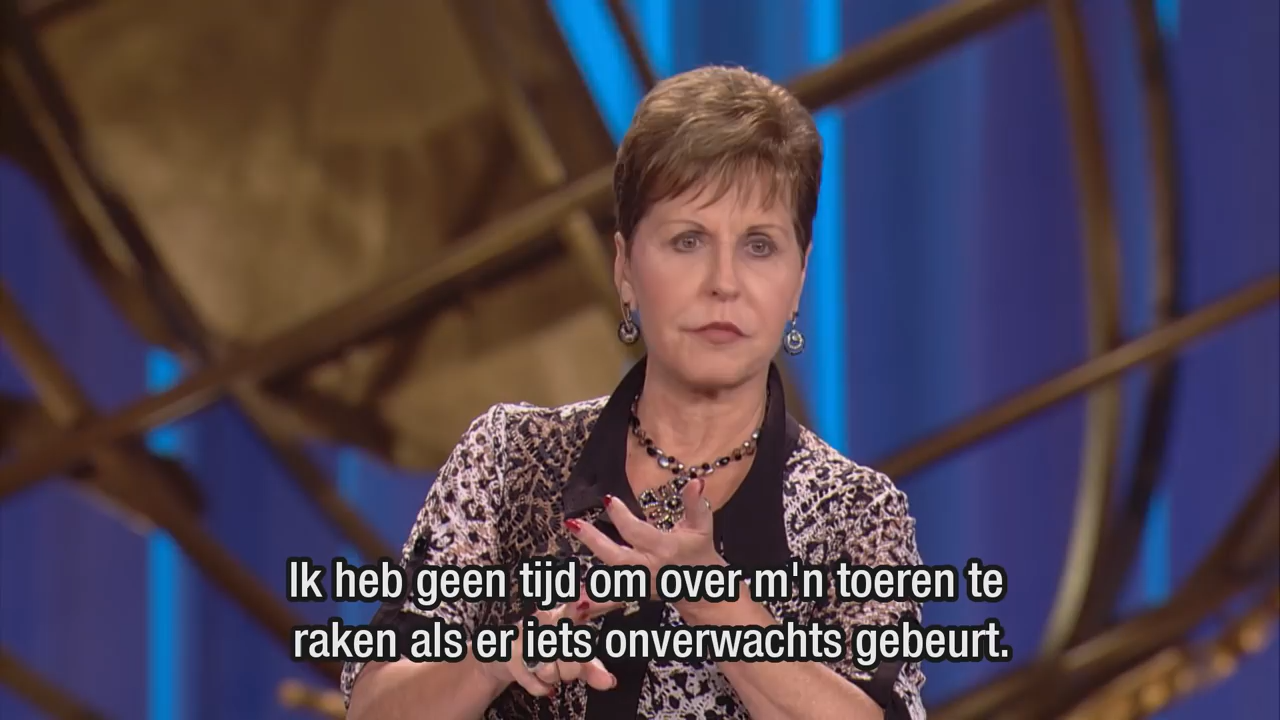 Ik heb geen tijd om over m'n toeren te
raken als er iets onverwachts gebeurt.